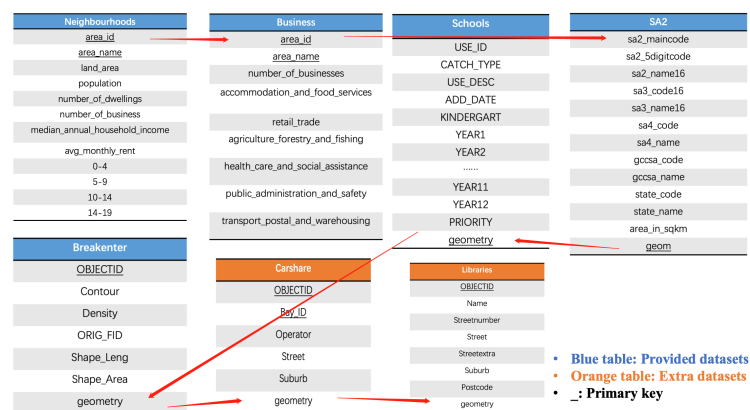 Neighbourhoods
area_id
area_name
land_area
population
number_of_dwellings
number_of_business
median_annual_household_income
avg_monthly_rent
0-4
5-9
10-14
14-19
Business
area_id
area_name
number_of_businesses
accommodation_and_food_services
retail_trade
agriculture_forestry_and_fishing
health_care_and_social_assistance
public_administration_and_safety
transport_postal_and_warehousing
Schools
USE_ID
CATCH_TYPE
USE_DESC
ADD_DATE
KINDERGART
YEAR1
YEAR2
......
YEAR11
YEAR12
PRIORITY
geometry
SA2
sa2_maincode
sa2_5digitcode
sa2_name16
sa3_code16
sa3_name16
sa4_code
sa4_name
gccsa_code
gccsa_name
state_code
state_name
area_in_sqkm
geom
Breakenter
OBJECTID
Contour
Density
ORIG_FID
Shape_Leng
Shape_Area
geometry
Carshare
OBJECTID
Bay_ID
Operator
Street
Suburb
geometry
Libraries
OBJECTID
Name
Streetnumber
Street
Streetextra
Suburb
Postcode
geometry
• Blue table: Provided datasets
• Orange table: Extra datasets
• _: Primary key